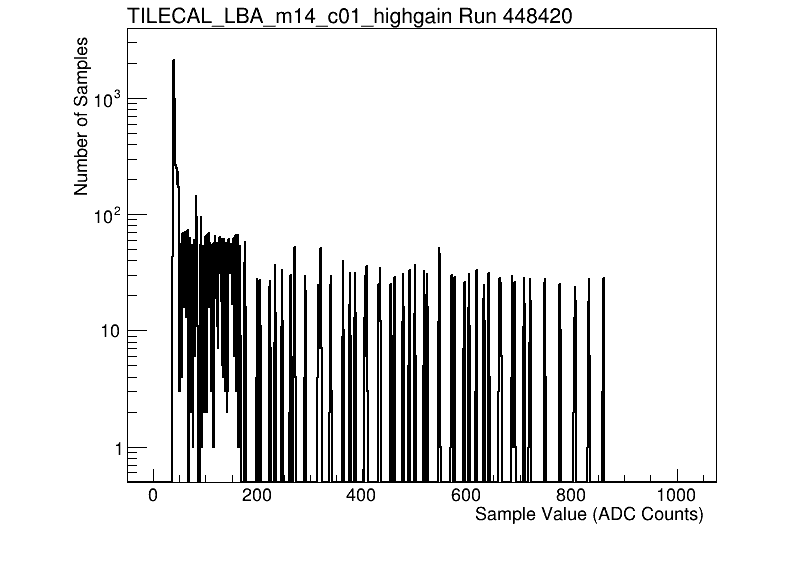 TILECAL_LBA_m14_c01_highgain Run 448420
Number of Samples
10³
10²
10
1
0 200 400 600 800 1000
Sample Value (ADC Counts)